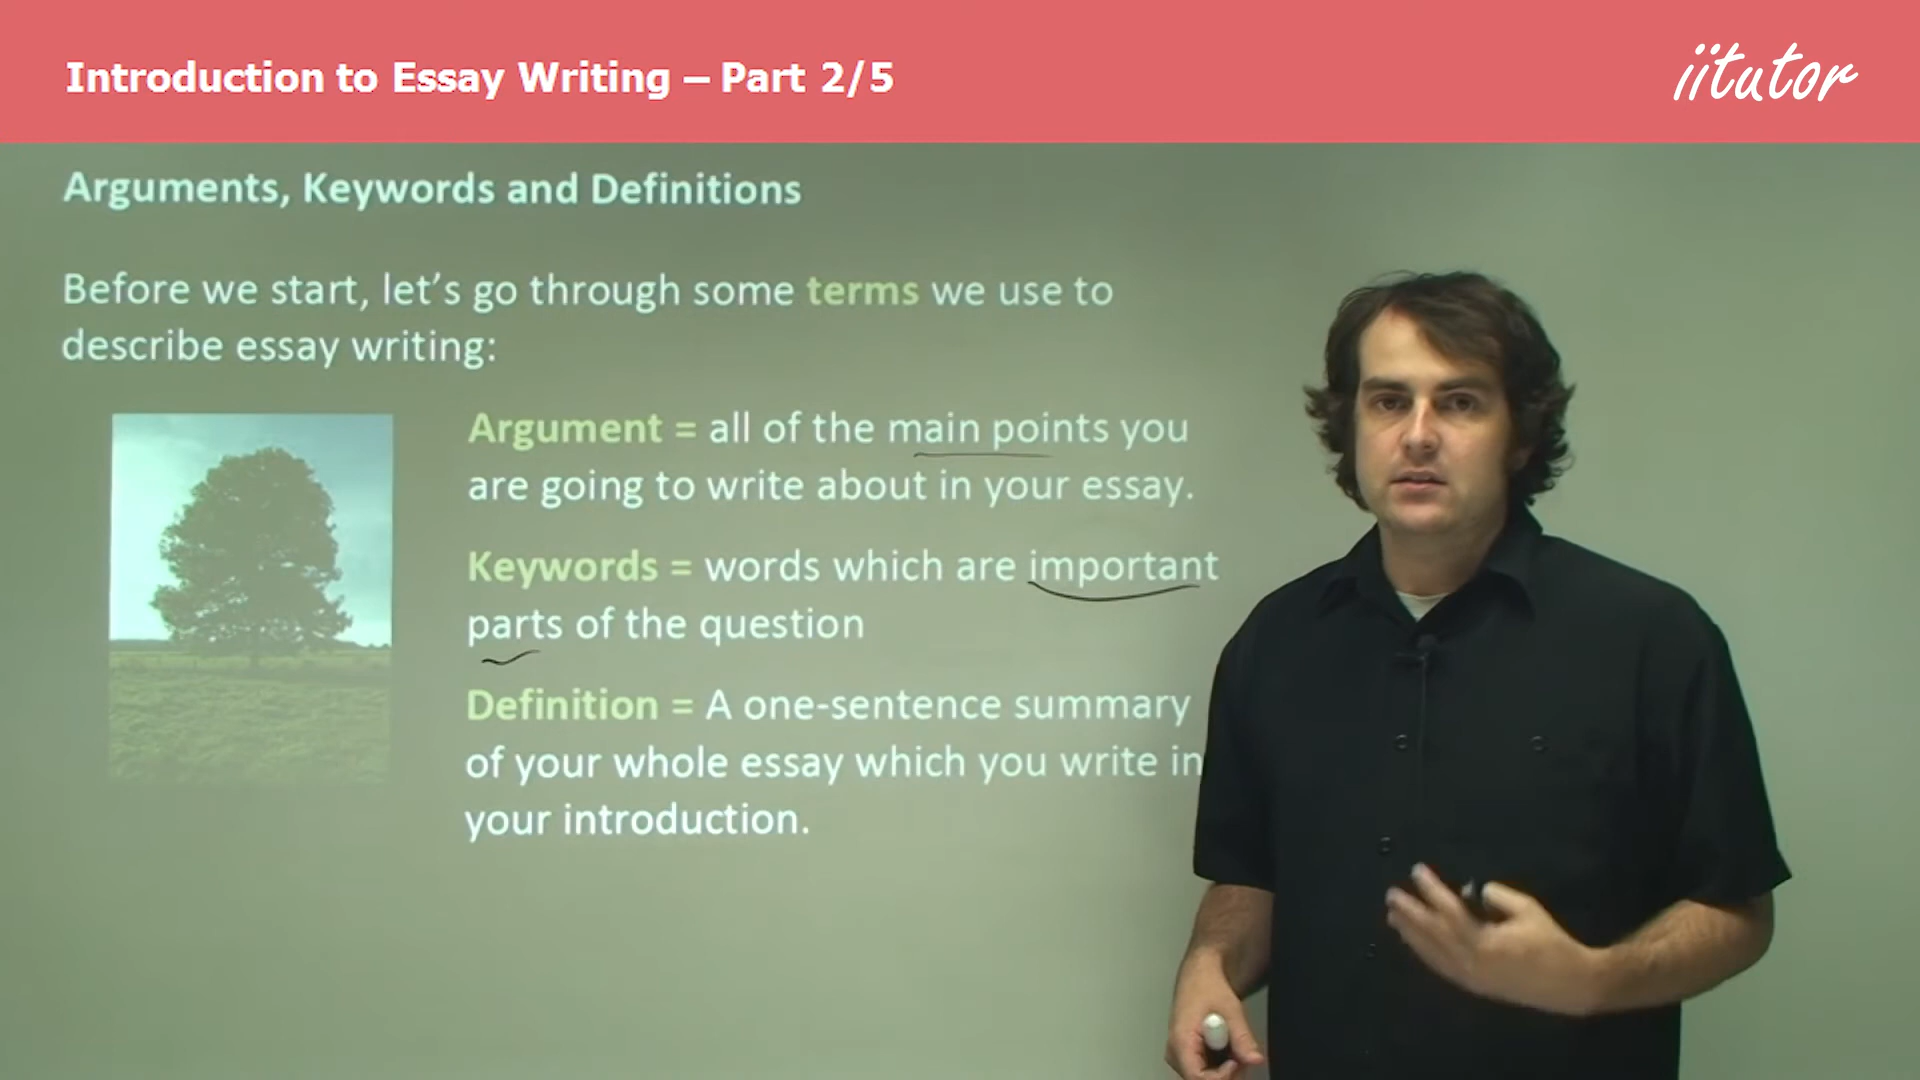 Introduction to Essay Writing – Part 2/5
iitutor
Arguments, Keywords and Definitions
Before we start, let's go through some terms we use to
describe essay writing:
Argument = all of the main points you
are going to write about in your essay.
Keywords = words which are important
parts of the question
Definition = A one-sentence summary
of your whole essay which you write in
your introduction.